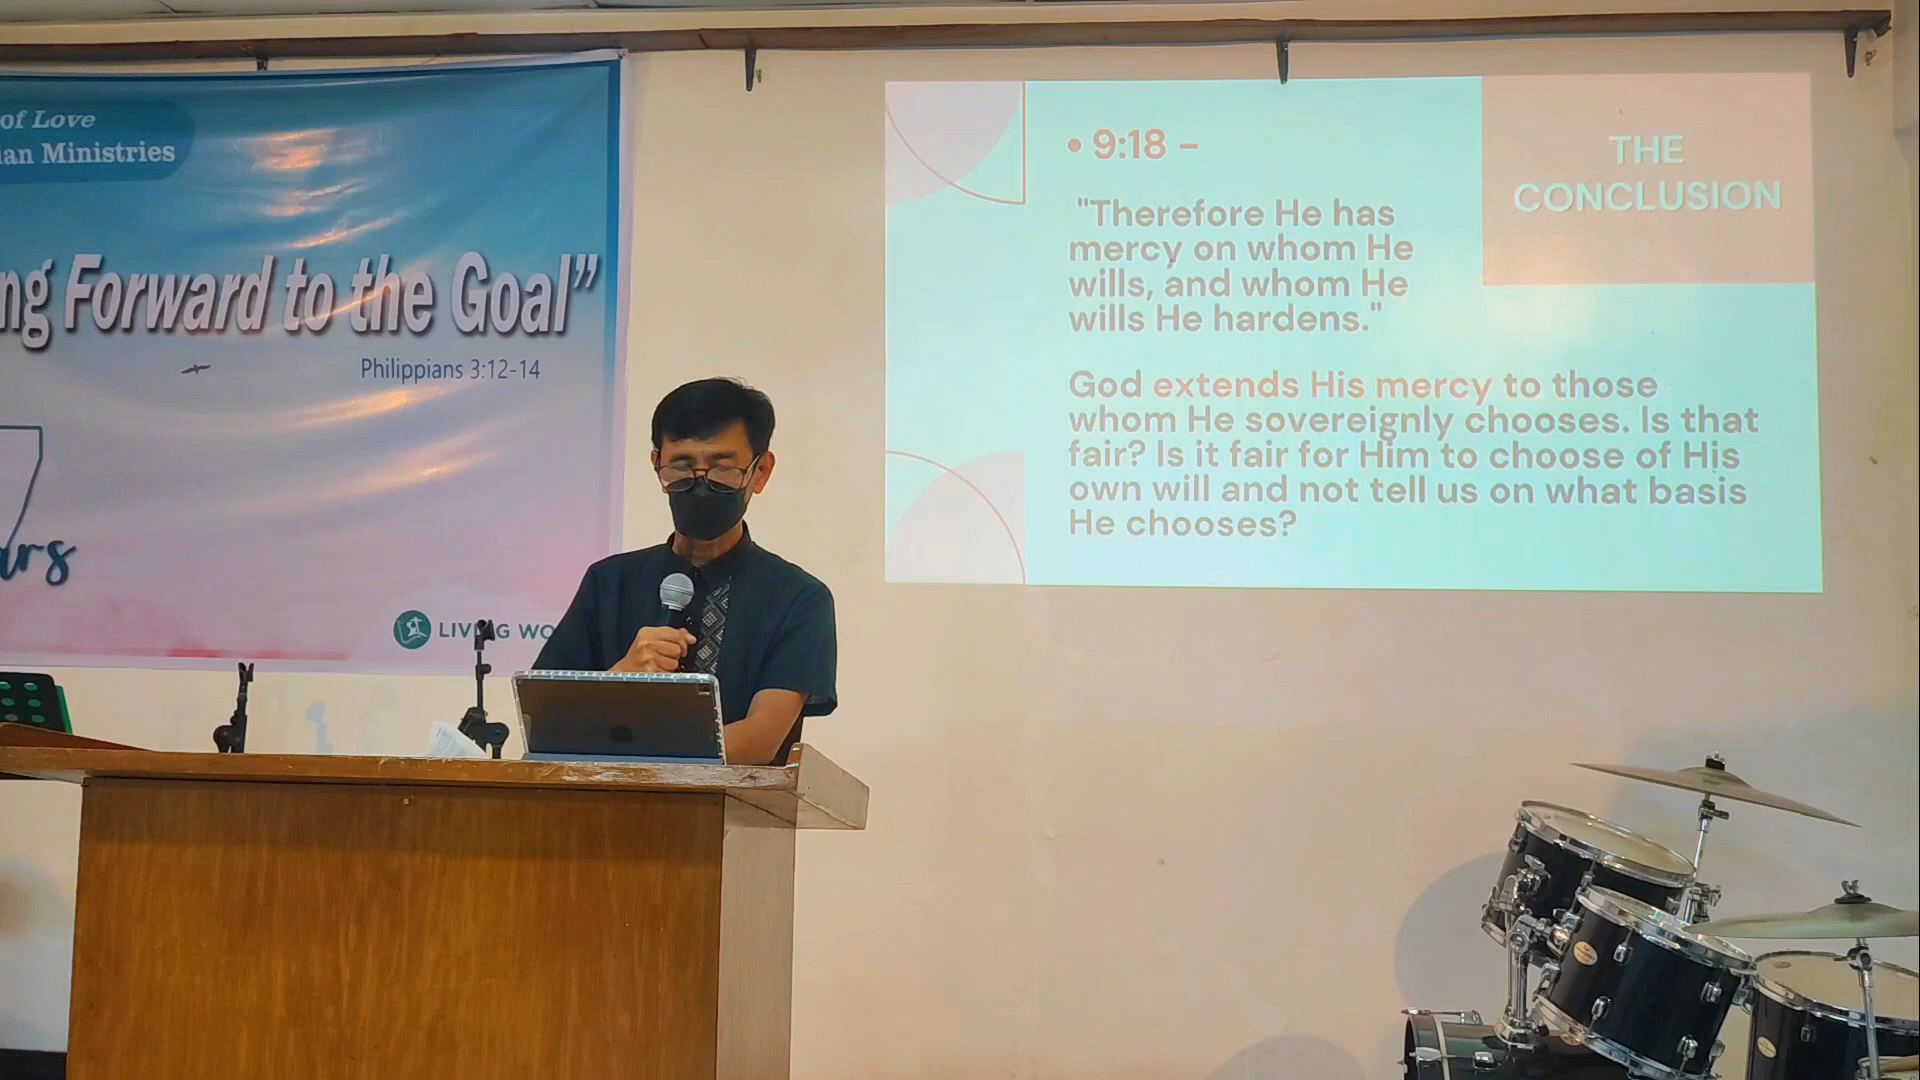 of Love
ian Ministries
ng Forward to the Goal”
Philippians 3:12-14
ars
LIVING WO
• 9:18 –
"Therefore He has
mercy on whom He
wills, and whom He
wills He hardens."
God extends His mercy to those
whom He sovereignly chooses. Is that
fair? Is it fair for Him to choose of His
own will and not tell us on what basis
He chooses?
THE
CONCLUSION